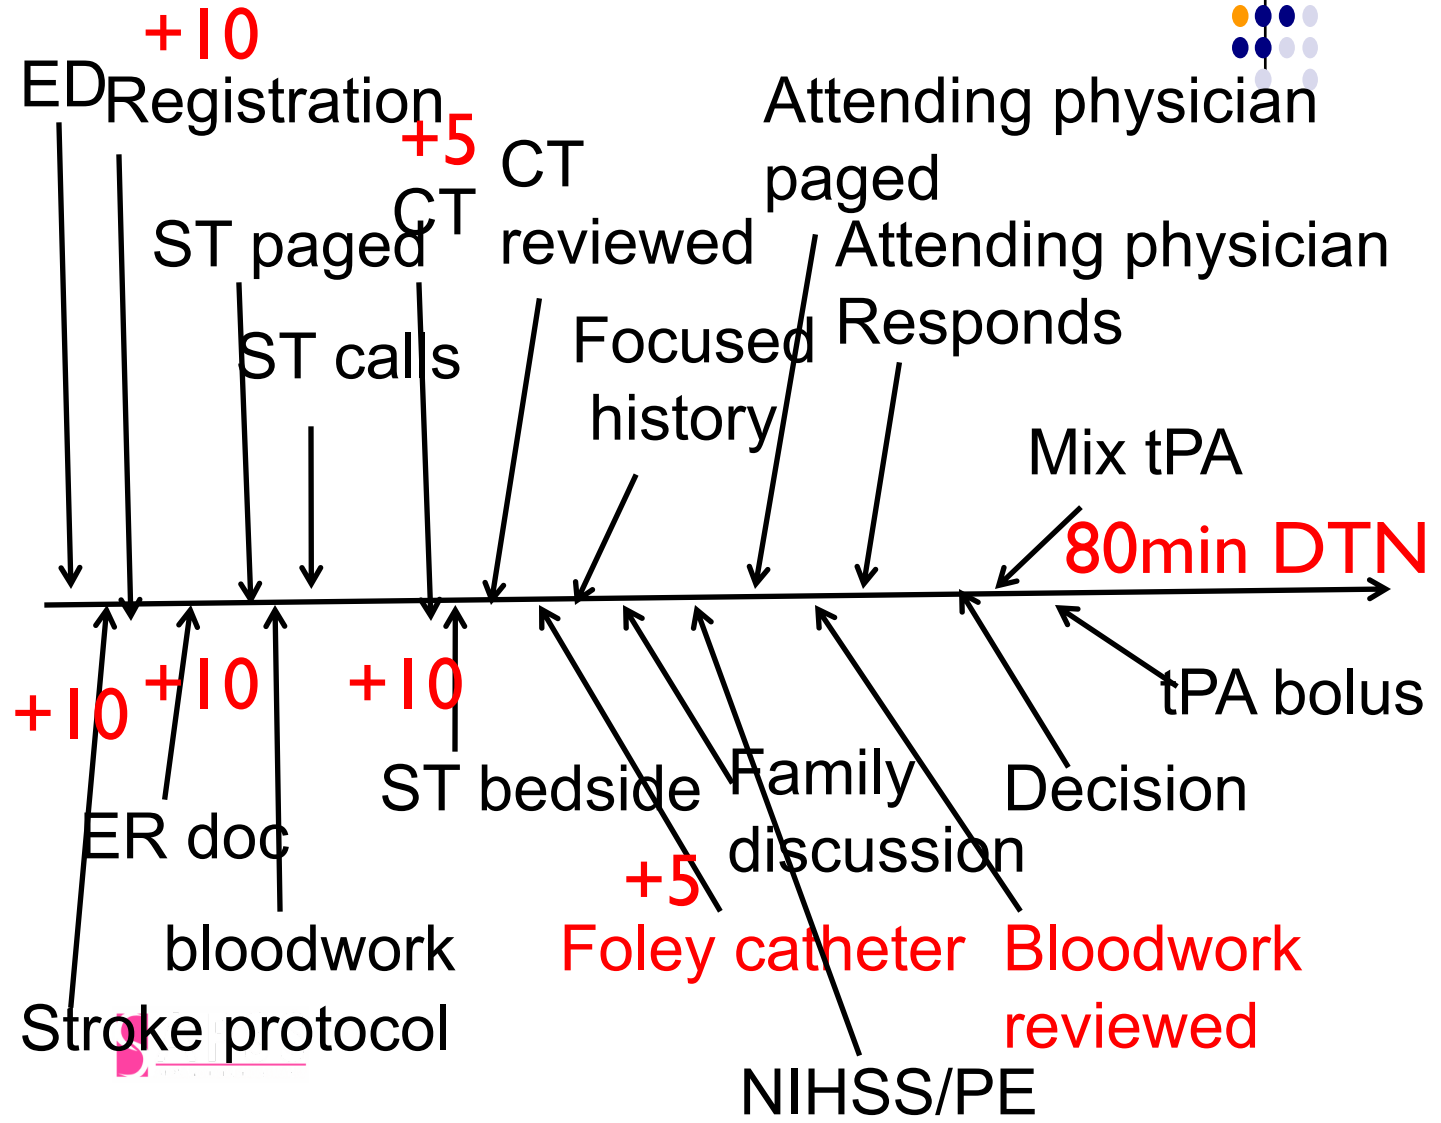 +10
ED
Registration
+5
CT
ST paged
ST calls
CT
reviewed
Focused
history
Attending physician
paged
Attending physician
Responds
Mix tPA
80min DTN
+10
+10
+10
tPA bolus
ST bedside
Family
discussion
Decision
ER doc
+5
bloodwork
Foley catheter
Bloodwork
reviewed
Stroke protocol
NIHSS/PE